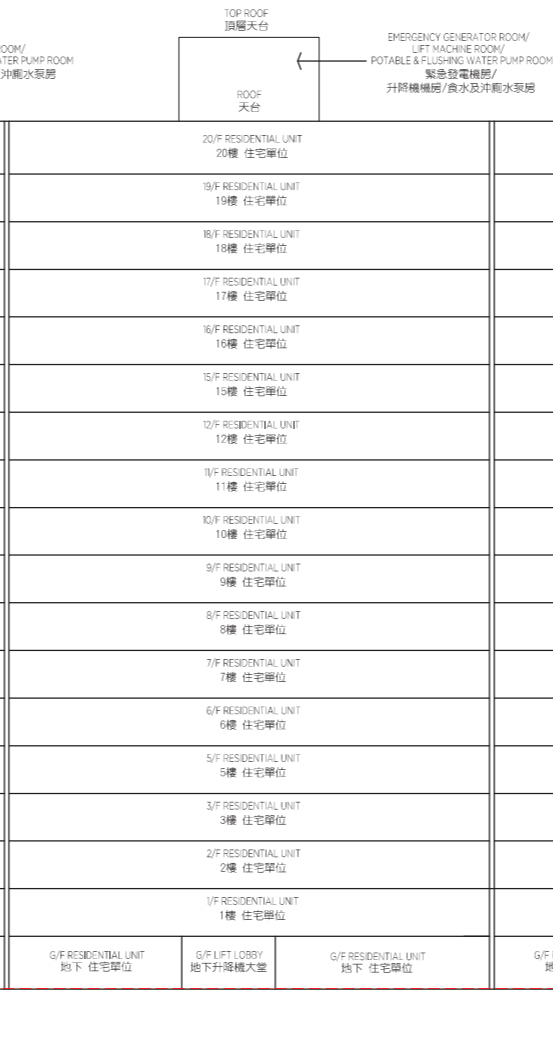 TOP ROOF
頂層天台
ROOM/
TER PUMP ROOM
沖廁水泵房
EMERGENCY GENERATOR ROOM/
LIFT MACHINE ROOM/
POTABLE & FLUSHING WATER PUMP ROOM
緊急發電機房/
升降機機房/食水及沖廁水泵房
ROOF
天台
20/F RESIDENTIAL UNIT
20樓 住宅單位
19/F RESIDENTIAL UNIT
19樓 住宅單位
18/F RESIDENTIAL UNIT
18樓 住宅單位
17/F RESIDENTIAL UNIT
17樓 住宅單位
16/F RESIDENTIAL UNIT
16樓 住宅單位
15/F RESIDENTIAL UNIT
15樓 住宅單位
12/F RESIDENTIAL UNIT
12樓 住宅單位
11/F RESIDENTIAL UNIT
11樓 住宅單位
10/F RESIDENTIAL UNIT
10樓 住宅單位
9/F RESIDENTIAL UNIT
9樓 住宅單位
8/F RESIDENTIAL UNIT
8樓 住宅單位
7/F RESIDENTIAL UNIT
7樓 住宅單位
6/F RESIDENTIAL UNIT
6樓 住宅單位
5/F RESIDENTIAL UNIT
5樓 住宅單位
3/F RESIDENTIAL UNIT
3樓 住宅單位
2/F RESIDENTIAL UNIT
2樓 住宅單位
1/F RESIDENTIAL UNIT
1樓 住宅單位
G/F RESIDENTIAL UNIT
地下 住宅單位
G/F LIFT LOBBY
地下升降機大堂
G/F RESIDENTIAL UNIT
地下 住宅單位
G/F